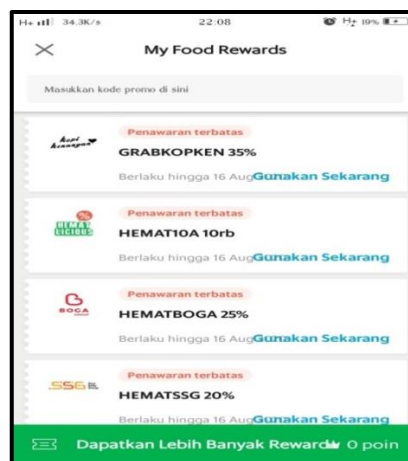 H+ 34.3K/s 22:08 H+ 19%
My Food Rewards
Masukkan kode promo di sini
Penawaran terbatas
kopi kenangan
GRABKOPKEN 35%
Berlaku hingga 16 Aug Gunakan Sekarang
Penawaran terbatas
%
HEMAT
LICIOUS
HEMAT10A 10rb
Berlaku hingga 16 Aug Gunakan Sekarang
Penawaran terbatas
BOGA
HEMATBOGA 25%
Berlaku hingga 16 Aug Gunakan Sekarang
Penawaran terbatas
SSG
HEMATSSG 20%
Berlaku hingga 16 Aug Gunakan Sekarang
Dapatkan Lebih Banyak Reward 0 poin